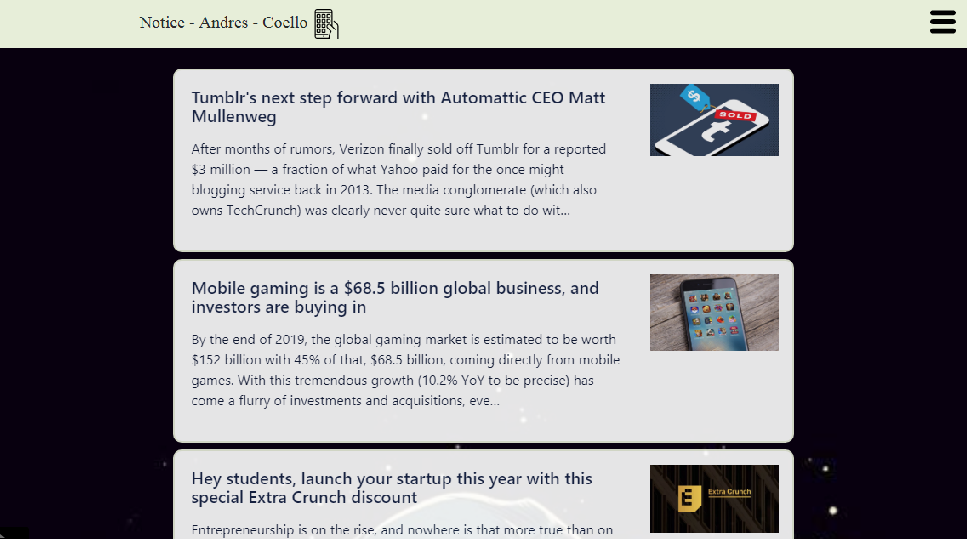 Notice - Andres - Coello
Tumblr's next step forward with Automattic CEO Matt
Mullenweg
After months of rumors, Verizon finally sold off Tumblr for a reported
$3 million — a fraction of what Yahoo paid for the once might
blogging service back in 2013. The media conglomerate (which also
owns TechCrunch) was clearly never quite sure what to do wit...
$
SOLD
t
Mobile gaming is a $68.5 billion global business, and
investors are buying in
By the end of 2019, the global gaming market is estimated to be worth
$152 billion with 45% of that, $68.5 billion, coming directly from mobile
games. With this tremendous growth (10.2% YoY to be precise) has
come a flurry of investments and acquisitions, eve...
Hey students, launch your startup this year with this
special Extra Crunch discount
Entrepreneurship is on the rise, and nowhere is that more true than on
E
Extra Crunch